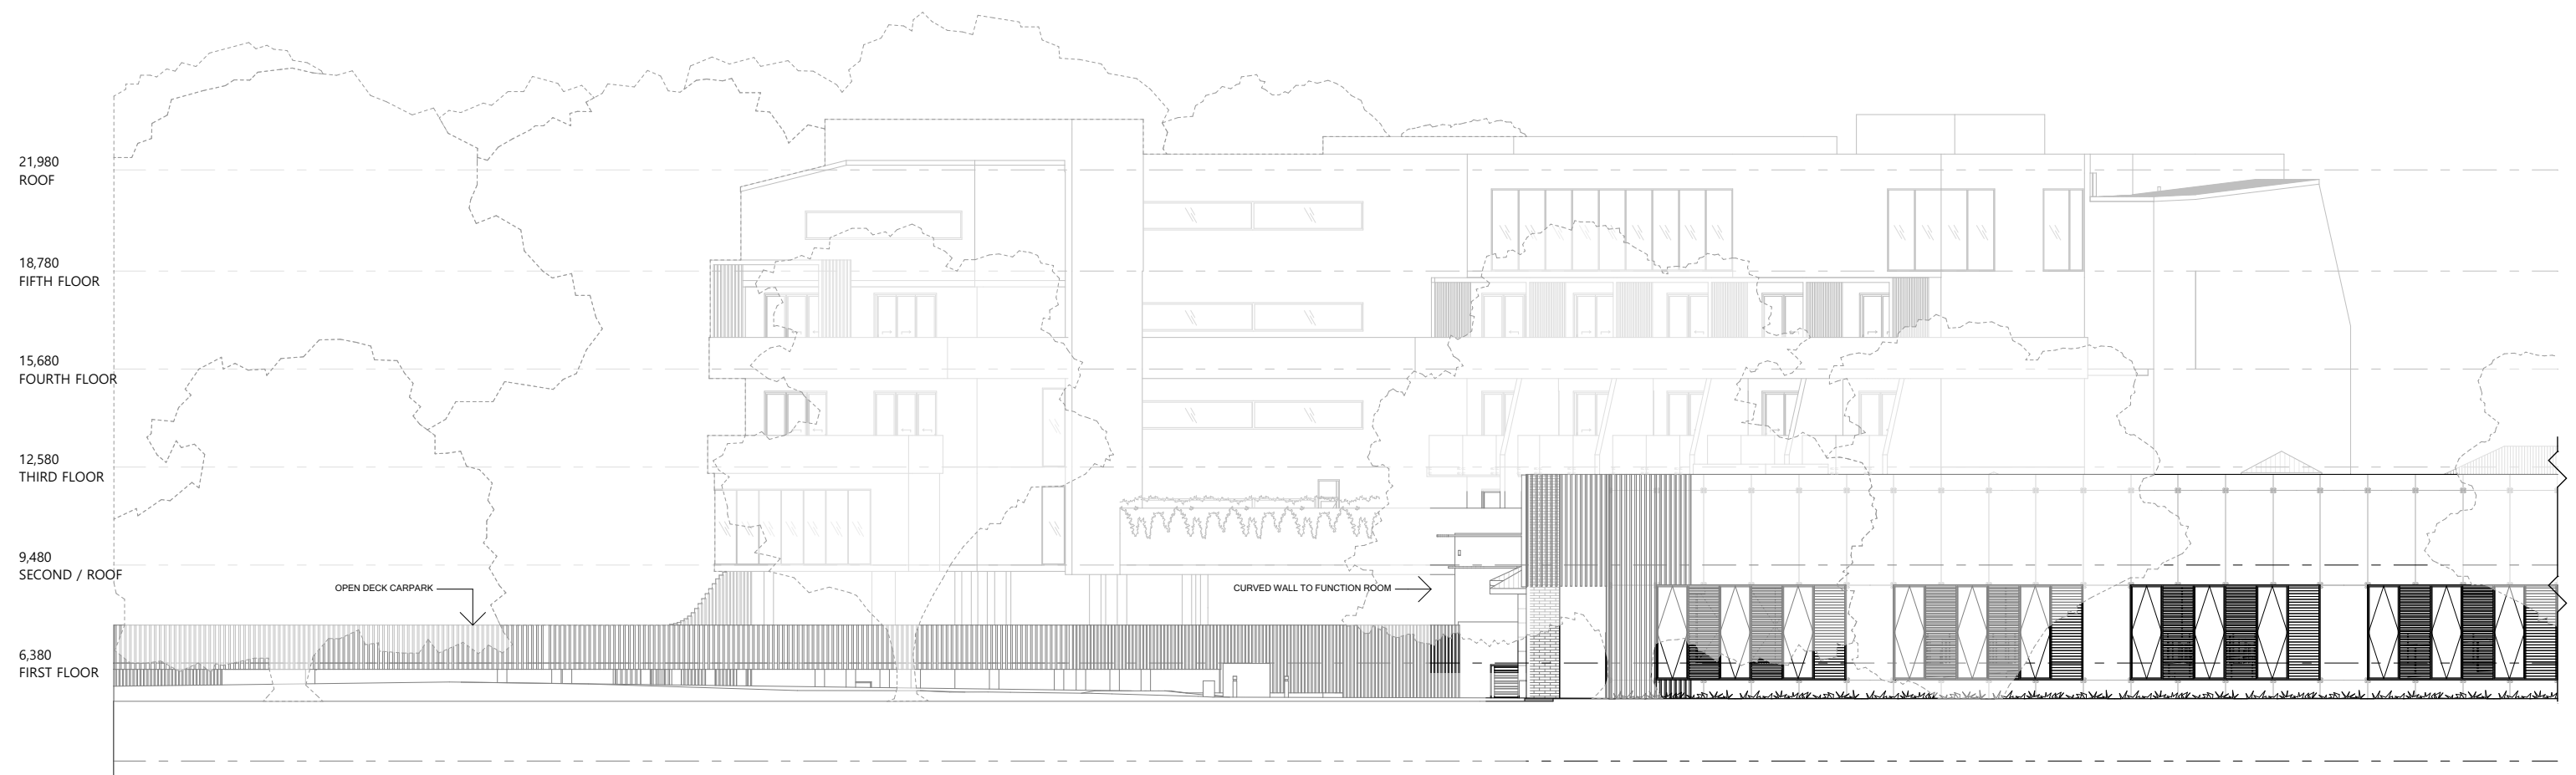 21,980
ROOF
18,780
FIFTH FLOOR
15,680
FOURTH FLOOR
12,580
THIRD FLOOR
9,480
SECOND / ROOF
OPEN DECK CARPARK
CURVED WALL TO FUNCTION ROOM
6,380
FIRST FLOOR